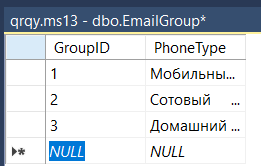 qrqy.ms13 - dbo.EmailGroup*
GroupID PhoneType
1 Мобильны...
2 Сотовый ...
3 Домашний ...
NULL NULL